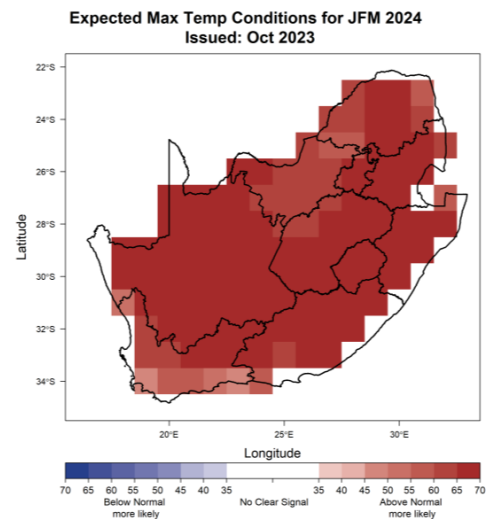 Expected Max Temp Conditions for JFM 2024
Issued: Oct 2023
22°S
24°S
26°S
28°S
30°S
32°S
34°S
Latitude
20°E 25°E 30°E
Longitude
70 65 60 55 50 45 40 35 35 40 45 50 55 60 65 70
Below Normal No Clear Signal Above Normal
more likely more likely